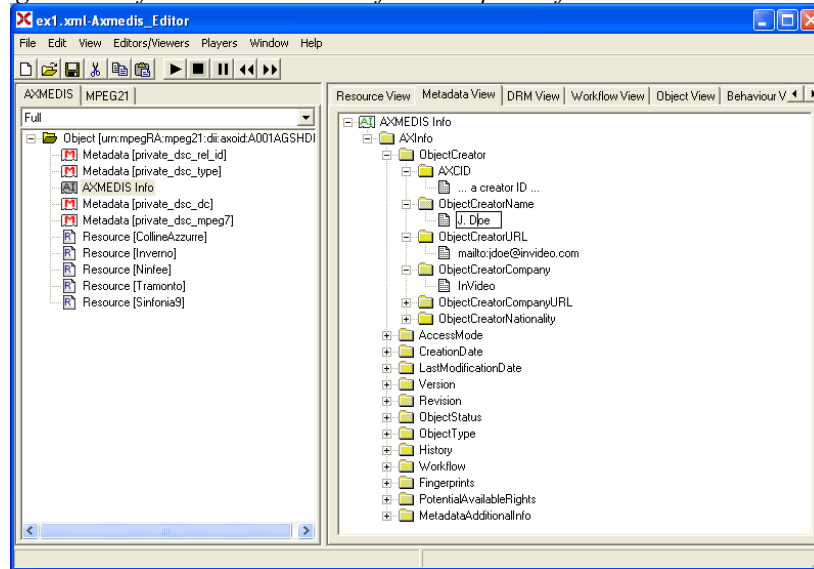 ex1.xml-Axmedis_Editor
File Edit View Editors/Viewers Players Window Help
AXMEDIS MPEG21
Full
Object [urn:mpegRA:mpeg21:dii:axoid:A001AGSHDI
Metadata [private_dsc_rel_id]
Metadata [private_dsc_type]
AXMEDIS Info
Metadata [private_dsc_dc]
Metadata [private_dsc_mpeg7]
Resource [CollineAzzurre]
Resource [Inverno]
Resource [Ninfee]
Resource [Tramonto]
Resource [Sinfonia9]
Resource View Metadata View DRM View Workflow View Object View Behaviour V
AXMEDIS Info
AXInfo
ObjectCreator
AXCID
... a creator ID ...
ObjectCreatorName
J. Doe
ObjectCreatorURL
mailto:jdoe@invideo.com
ObjectCreatorCompany
InVideo
ObjectCreatorCompanyURL
ObjectCreatorNationality
AccessMode
CreationDate
LastModificationDate
Version
Revision
ObjectStatus
ObjectType
History
Workflow
Fingerprints
PotentialAvailableRights
MetadataAdditionalInfo